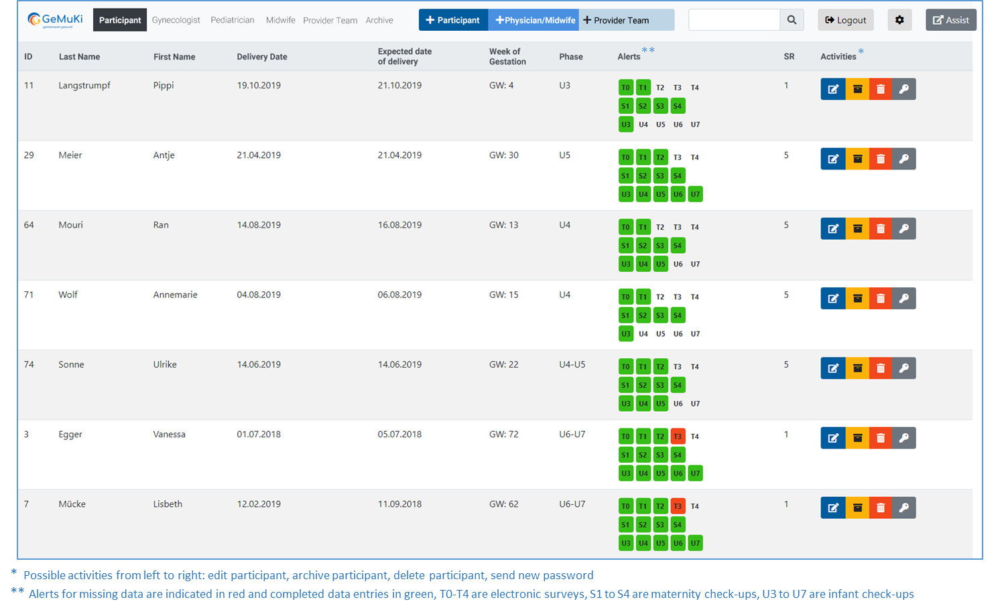 GeMuKi Participant Gynecologist Pediatrician Midwife Provider Team Archive + Participant +Physician/Midwife + Provider Team Logout Assist
gemeinsam gesund
ID Last Name First Name Delivery Date Expected date of delivery Week of Gestation Phase Alerts** SR Activities*
11 Langstrumpf Pippi 19.10.2019 21.10.2019 GW: 4 U3 T0 T1 T2 T3 T4 1
S1 S2 S3 S4
U3 U4 U5 U6 U7
29 Meier Antje 21.04.2019 21.04.2019 GW: 30 U5 T0 T1 T2 T3 T4 5
S1 S2 S3 S4
U3 U4 U5 U6 U7
64 Mouri Ran 14.08.2019 16.08.2019 GW: 13 U4 T0 T1 T2 T3 T4 5
S1 S2 S3 S4
U3 U4 U5 U6 U7
71 Wolf Annemarie 04.08.2019 06.08.2019 GW: 15 U4 T0 T1 T2 T3 T4 5
S1 S2 S3 S4
U3 U4 U5 U6 U7
74 Sonne Ulrike 14.06.2019 14.06.2019 GW: 22 U4-U5 T0 T1 T2 T3 T4 5
S1 S2 S3 S4
U3 U4 U5 U6 U7
3 Egger Vanessa 01.07.2018 05.07.2018 GW: 72 U6-U7 T0 T1 T2 T3 T4 1
S1 S2 S3 S4
U3 U4 U5 U6 U7
7 Mücke Lisbeth 12.02.2019 11.09.2018 GW: 62 U6-U7 T0 T1 T2 T3 T4 1
S1 S2 S3 S4
U3 U4 U5 U6 U7
* Possible activities from left to right: edit participant, archive participant, delete participant, send new password
** Alerts for missing data are indicated in red and completed data entries in green, T0-T4 are electronic surveys, S1 to S4 are maternity check-ups, U3 to U7 are infant check-ups